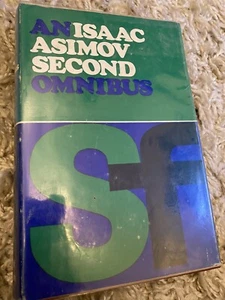 AN ISAAC
ASIMOV
SECOND
OMNIBUS
Sf